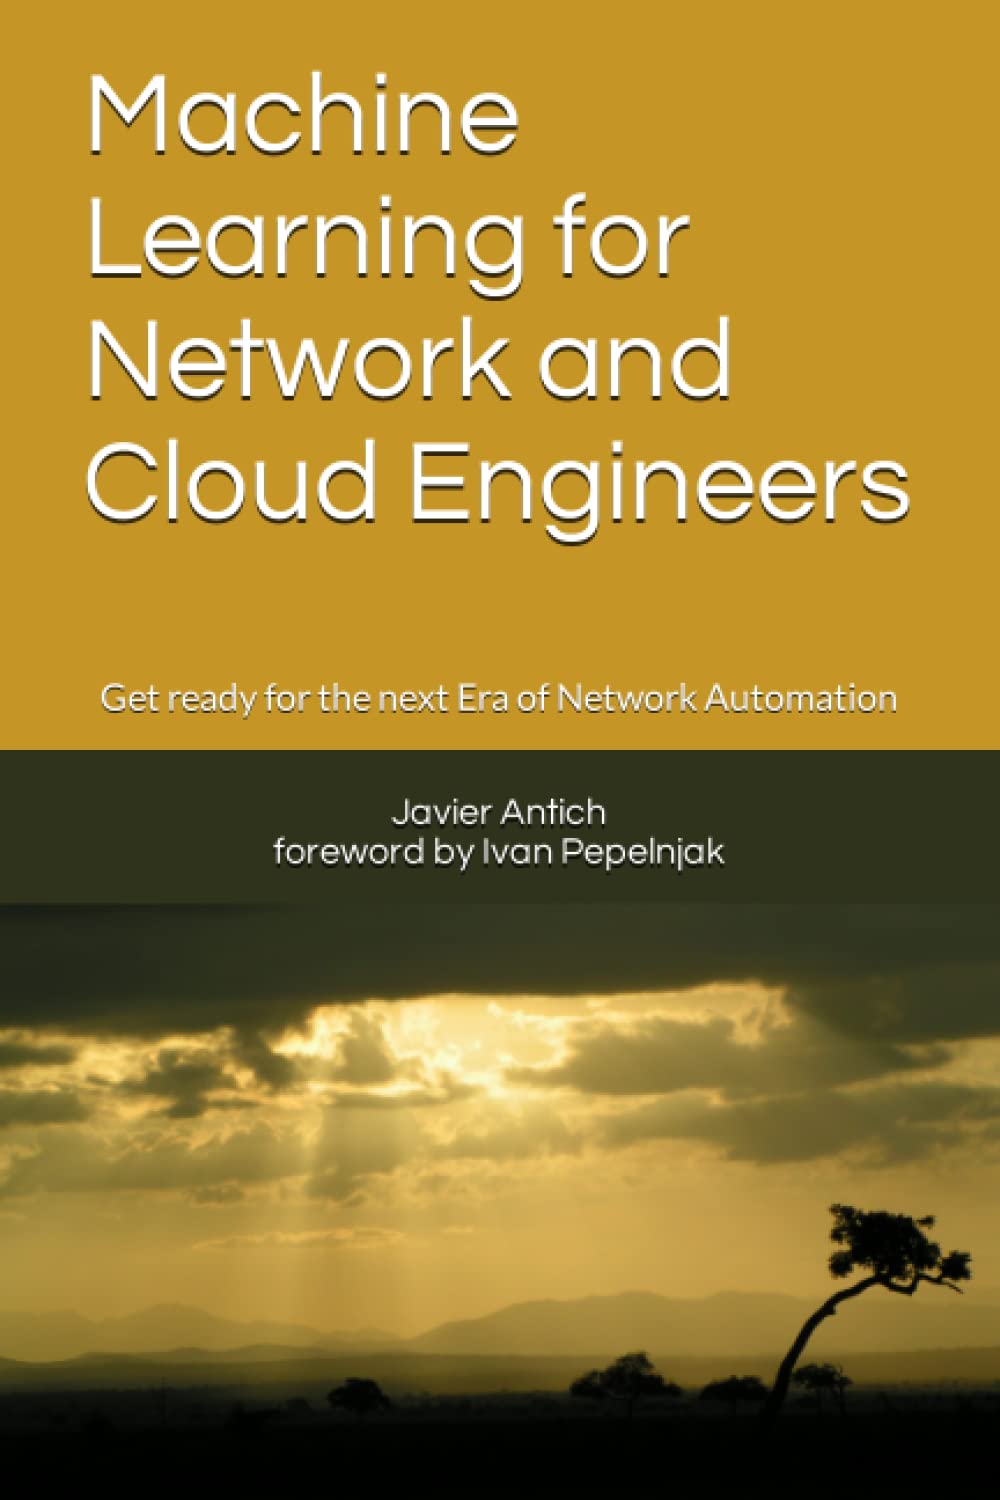 Machine
Learning for
Network and
Cloud Engineers
Get ready for the next Era of Network Automation
Javier Antich
foreword by Ivan Pepelnjak